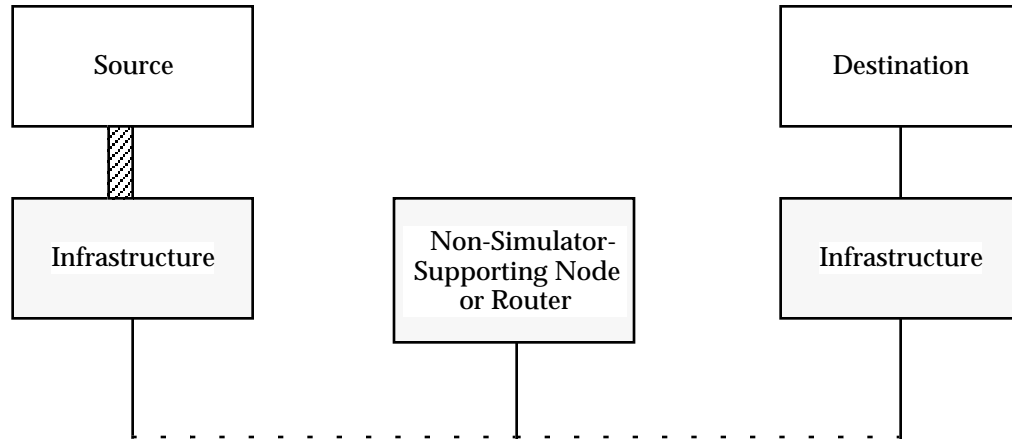 Source
Destination
Infrastructure
Non-Simulator-
Supporting Node
or Router
Infrastructure